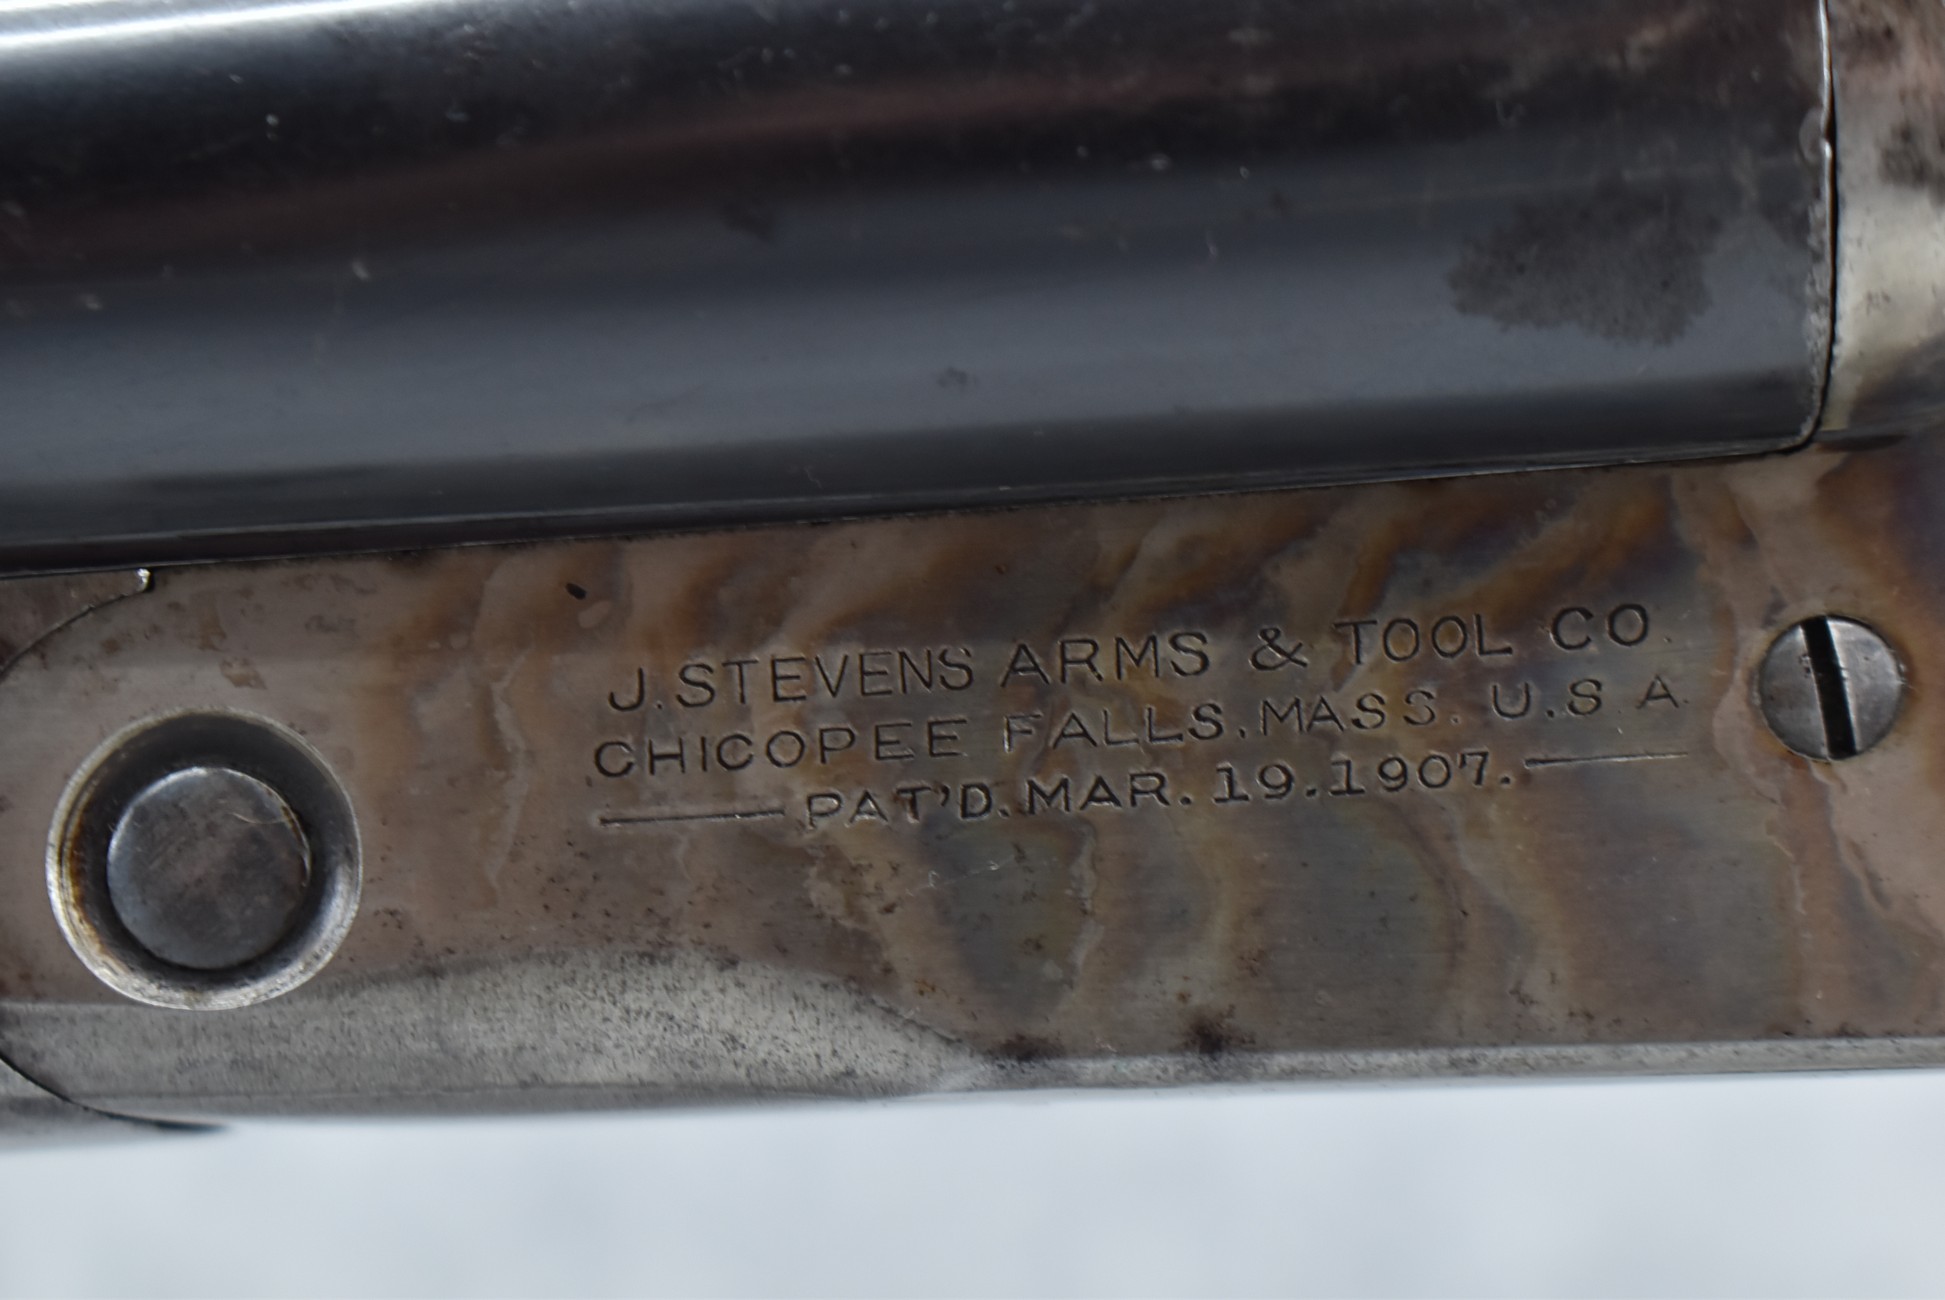 J. STEVENS ARMS & TOOL CO.
CHICOPEE FALLS, MASS. U.S.A.
PAT'D. MAR. 19. 1907.